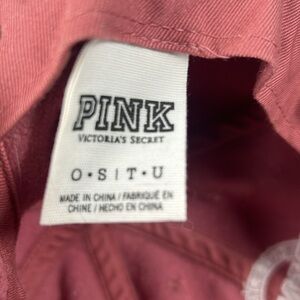 PINK
VICTORIA'S SECRET
O•S|T•U
MADE IN CHINA / FABRIQUÉ EN
CHINE / HECHO EN CHINA